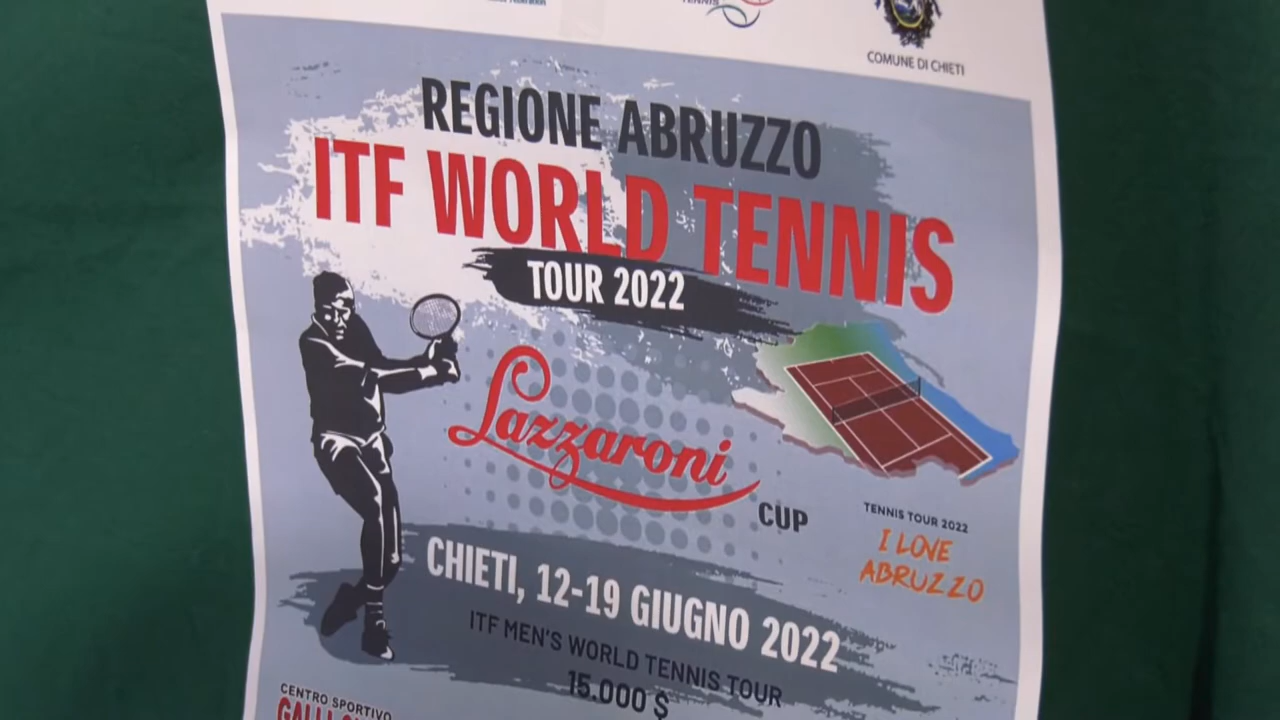 TENNIS
COMUNE DI CHIETI
REGIONE ABRUZZO
ITF WORLD TENNIS
TOUR 2022
Lazzaroni
CUP
TENNIS TOUR 2022
I LOVE
ABRUZZO
CHIETI, 12-19 GIUGNO 2022
ITF MEN'S WORLD TENNIS TOUR
15.000 $
CENTRO SPORTIVO